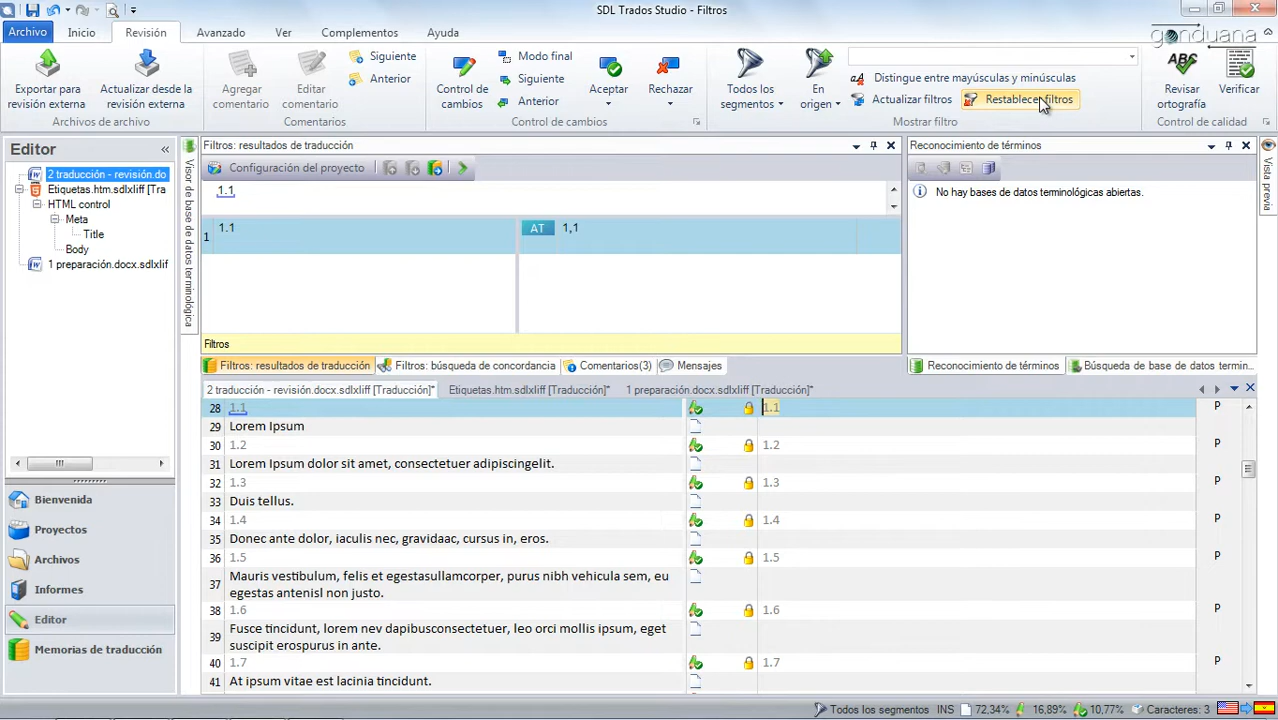 SDL Trados Studio - Filtros
Archivo Inicio Revisión Avanzado Ver Complementos Ayuda
gonduana
Exportar para revisión externa
Actualizar desde la revisión externa
Archivos de archivo
Agregar comentario
Editar comentario
Siguiente
Anterior
Comentarios
Control de cambios
Modo final
Siguiente
Anterior
Aceptar
Rechazar
Control de cambios
Todos los segmentos
En origen
Distingue entre mayúsculas y minúsculas
Actualizar filtros
Restablecer filtros
Mostrar filtro
ABC
Revisar ortografía
Verificar
Control de calidad
Editor
2 traducción - revisión.do
Etiquetas.htm.sdlxliff [Tra
HTML control
Meta
Title
Body
1 preparación.docx.sdlxlif
Bienvenida
Proyectos
Archivos
Informes
Editor
Memorias de traducción
Visor de base de datos terminológica
Filtros: resultados de traducción
Configuración del proyecto
1.1
1 1.1 AT 1,1
Filtros
Filtros: resultados de traducción Filtros: búsqueda de concordancia Comentarios(3) Mensajes
Reconocimiento de términos
No hay bases de datos terminológicas abiertas.
Reconocimiento de términos Búsqueda de base de datos termin...
Vista previa
2 traducción - revisión.docx.sdlxliff [Traducción]* Etiquetas.htm.sdlxliff [Traducción]* 1 preparación.docx.sdlxliff [Traducción]*
28 1.1 1.1 P
29 Lorem Ipsum
30 1.2 1.2 P
31 Lorem Ipsum dolor sit amet, consectetuer adipiscingelit.
32 1.3 1.3 P
33 Duis tellus.
34 1.4 1.4 P
35 Donec ante dolor, iaculis nec, gravidaac, cursus in, eros.
36 1.5 1.5 P
37 Mauris vestibulum, felis et egestasullamcorper, purus nibh vehicula sem, eu
egestas antenisl non justo.
38 1.6 1.6 P
39 Fusce tincidunt, lorem nev dapibusconsectetuer, leo orci mollis ipsum, eget
suscipit erospurus in ante.
40 1.7 1.7 P
41 At ipsum vitae est lacinia tincidunt.
Todos los segmentos INS 72,34% 16,89% 10,77% Caracteres: 3